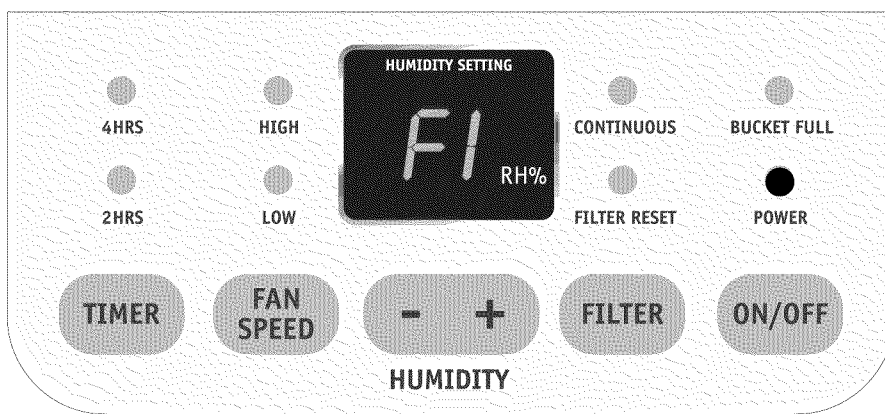 HUMIDITY SETTING
4HRS
HIGH
F1
RH%
CONTINUOUS
BUCKET FULL
2HRS
LOW
FILTER RESET
POWER
TIMER
FAN
SPEED
- +
FILTER
ON/OFF
HUMIDITY